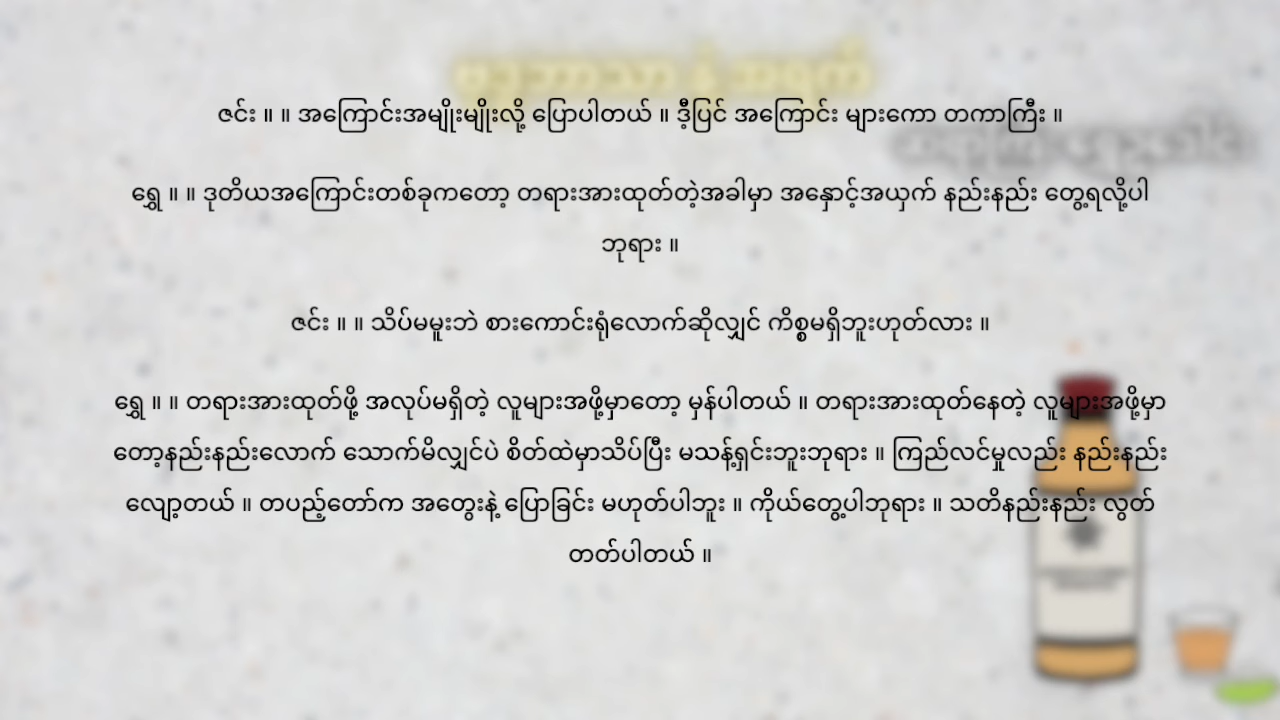 ဇင်း ။ ။ အကြောင်းအမျိုးမျိုးလို့ ပြောပါတယ် ။ ဒီ့ပြင် အကြောင်း များကော တကာကြီး ။
ရွှေ ။ ။ ဒုတိယအကြောင်းတစ်ခုကတော့ တရားအားထုတ်တဲ့အခါမှာ အနှောင့်အယှက် နည်းနည်း တွေ့ရလို့ပါ
ဘုရား ။
ဇင်း ။ ။ သိပ်မမူးဘဲ စားကောင်းရုံလောက်ဆိုလျှင် ကိစ္စမရှိဘူးဟုတ်လား ။
ရွှေ ။ ။ တရားအားထုတ်ဖို့ အလုပ်မရှိတဲ့ လူများအဖို့မှာတော့ မှန်ပါတယ် ။ တရားအားထုတ်နေတဲ့ လူများအဖို့မှာ
တော့နည်းနည်းလောက် သောက်မိလျှင်ပဲ စိတ်ထဲမှာသိပ်ပြီး မသန့်ရှင်းဘူးဘုရား ။ ကြည်လင်မှုလည်း နည်းနည်း
လျော့တယ် ။ တပည့်တော်က အတွေးနဲ့ ပြောခြင်း မဟုတ်ပါဘူး ။ ကိုယ်တွေ့ပါဘုရား ။ သတိနည်းနည်း လွတ်
တတ်ပါတယ် ။